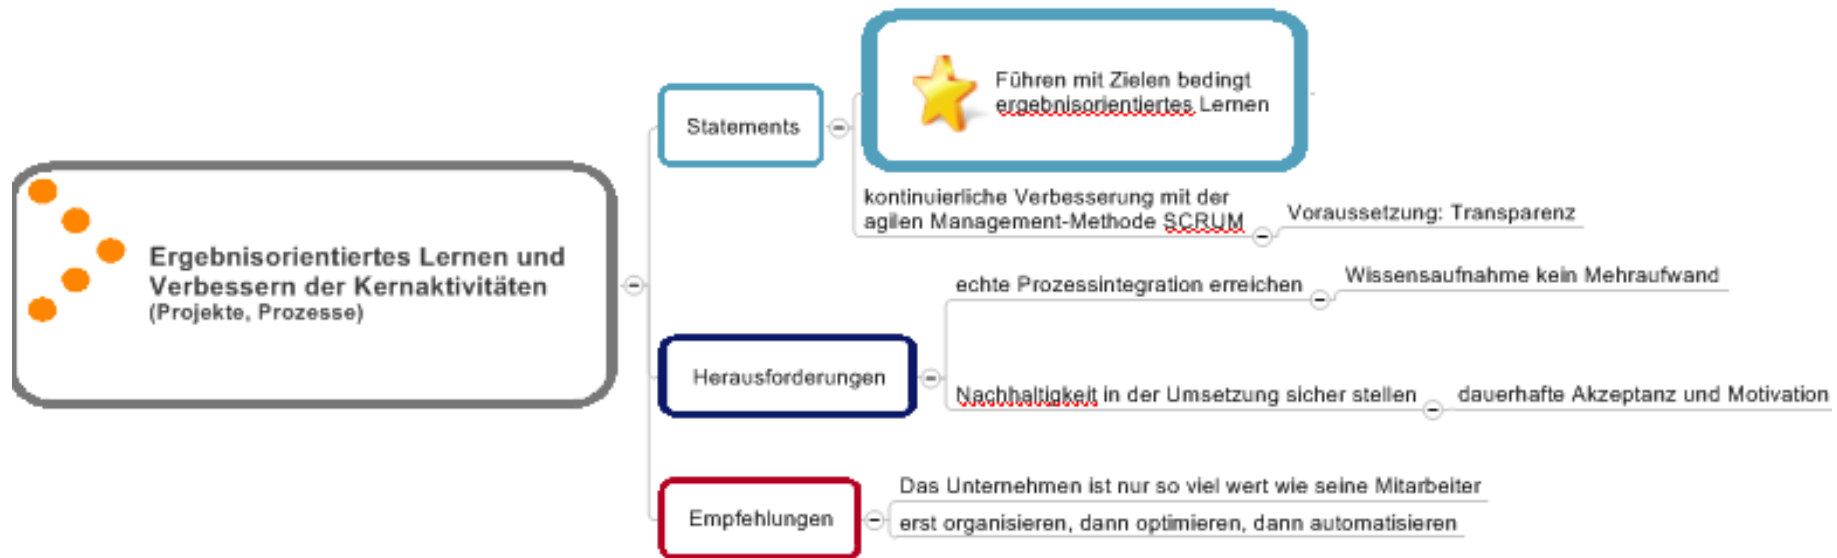 Ergebnisorientiertes Lernen und
Verbessern der Kernaktivitäten
(Projekte, Prozesse)
Statements
Führen mit Zielen bedingt
ergebnisorientiertes Lernen
kontinuierliche Verbesserung mit der
agilen Management-Methode SCRUM
Voraussetzung: Transparenz
Herausforderungen
echte Prozessintegration erreichen
Wissensaufnahme kein Mehraufwand
Nachhaltigkeit in der Umsetzung sicher stellen
dauerhafte Akzeptanz und Motivation
Empfehlungen
Das Unternehmen ist nur so viel wert wie seine Mitarbeiter
erst organisieren, dann optimieren, dann automatisieren